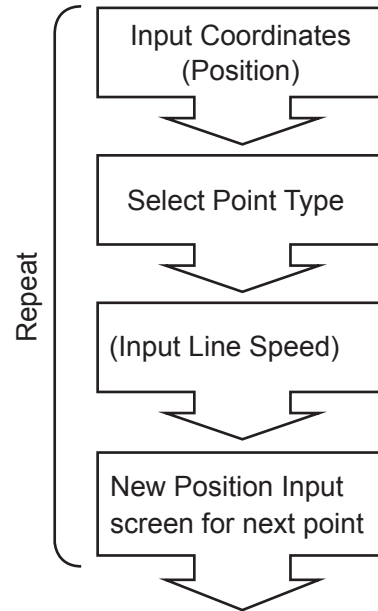 Repeat
Input Coordinates
(Position)
Select Point Type
(Input Line Speed)
New Position Input
screen for next point